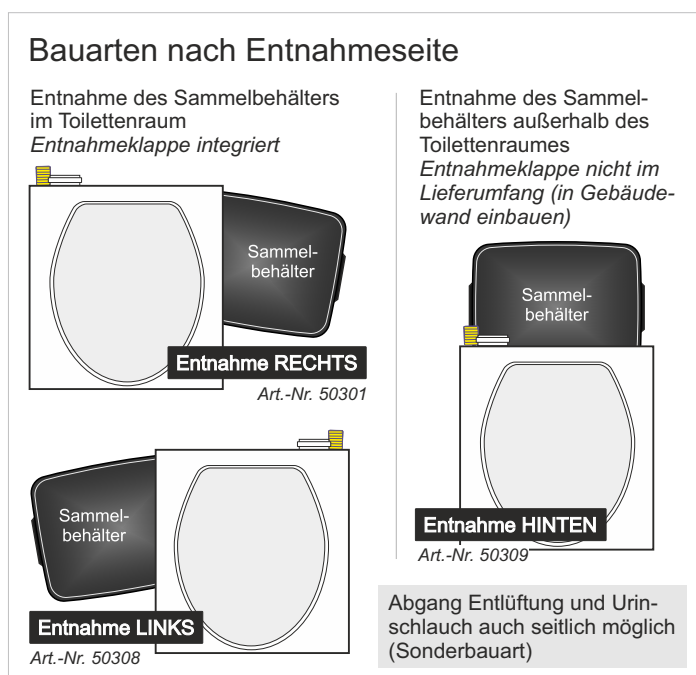 Bauarten nach Entnahmeseite
Entnahme des Sammelbehälters
im Toilettenraum
Entnahmeklappe integriert
Sammel-
behälter
Entnahme RECHTS
Art.-Nr. 50301
Sammel-
behälter
Entnahme LINKS
Art.-Nr. 50308
Entnahme des Sammel-
behälters außerhalb des
Toilettenraumes
Entnahmeklappe nicht im
Lieferumfang (in Gebäude-
wand einbauen)
Sammel-
behälter
Entnahme HINTEN
Art.-Nr. 50309
Abgang Entlüftung und Urin-
schlauch auch seitlich möglich
(Sonderbauart)